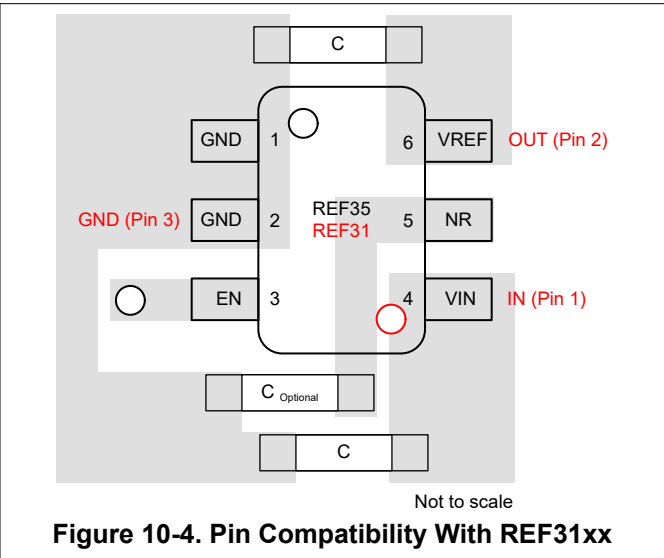 C
GND 1 6 VREF OUT (Pin 2)
GND (Pin 3) GND 2 REF35 5 NR
REF31
EN 3 4 VIN IN (Pin 1)
C Optional
C
Not to scale
Figure 10-4. Pin Compatibility With REF31xx